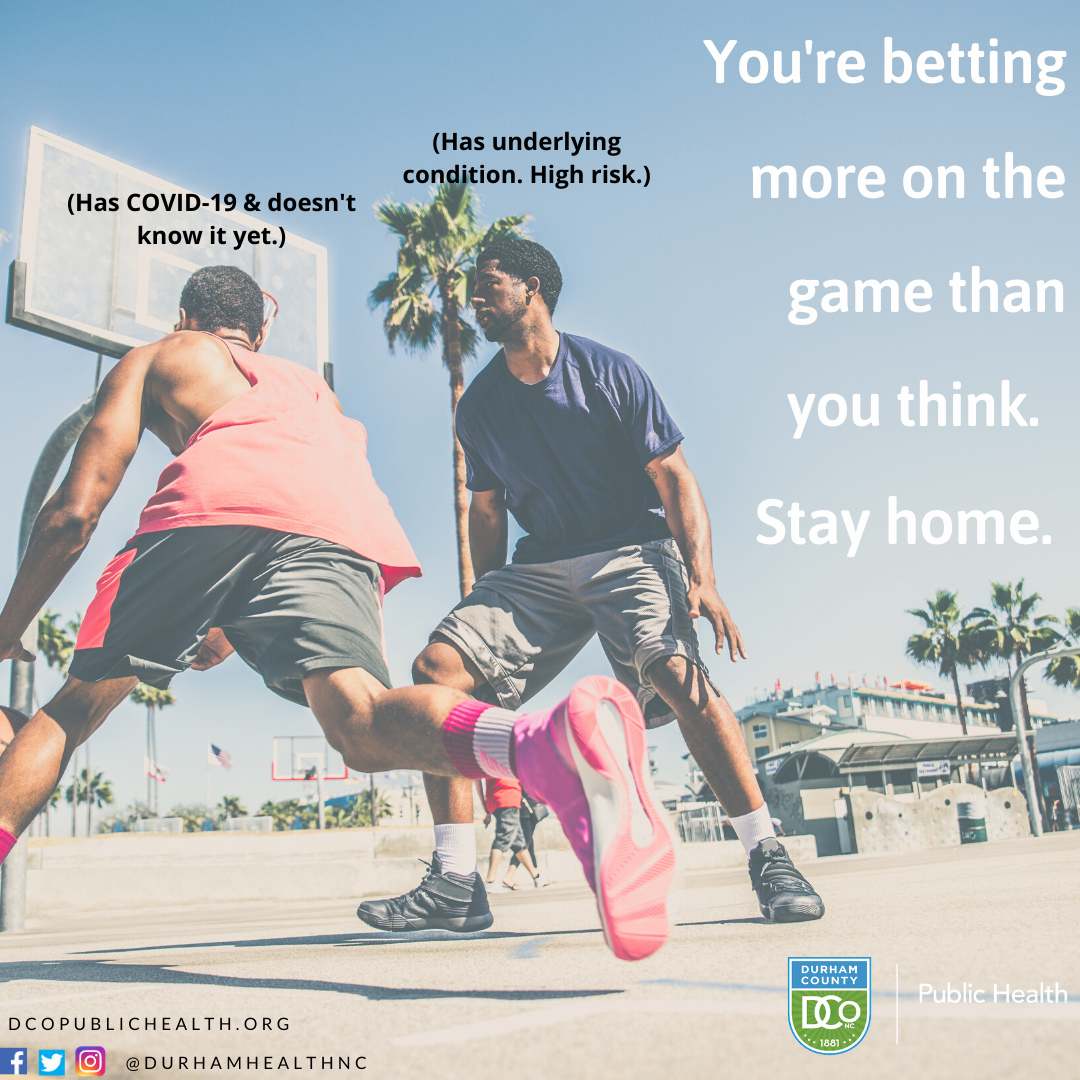 You're betting
more on the
game than
you think.
Stay home.
(Has underlying
condition. High risk.)
(Has COVID-19 & doesn't
know it yet.)
DURHAM
COUNTY
DCo
NC
1881
Public Health
DCOPUBLICHEALTH.ORG
@DURHAMHEALTHNC